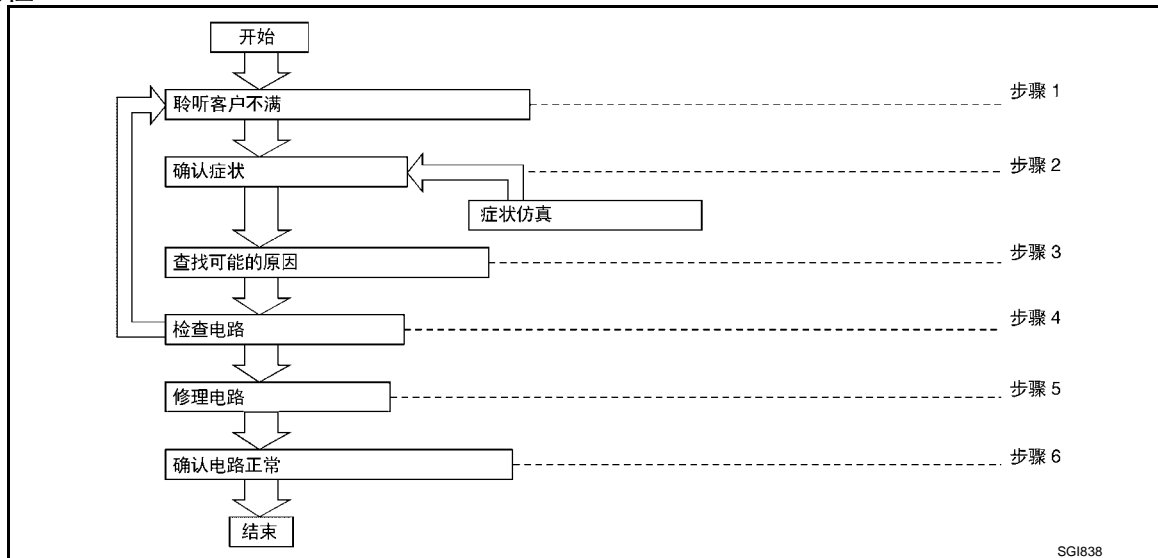 开始
聆听客户不满 步骤 1
确认症状 步骤 2
症状仿真
查找可能的原因 步骤 3
检查电路 步骤 4
修理电路 步骤 5
确认电路正常 步骤 6
结束
SGI838